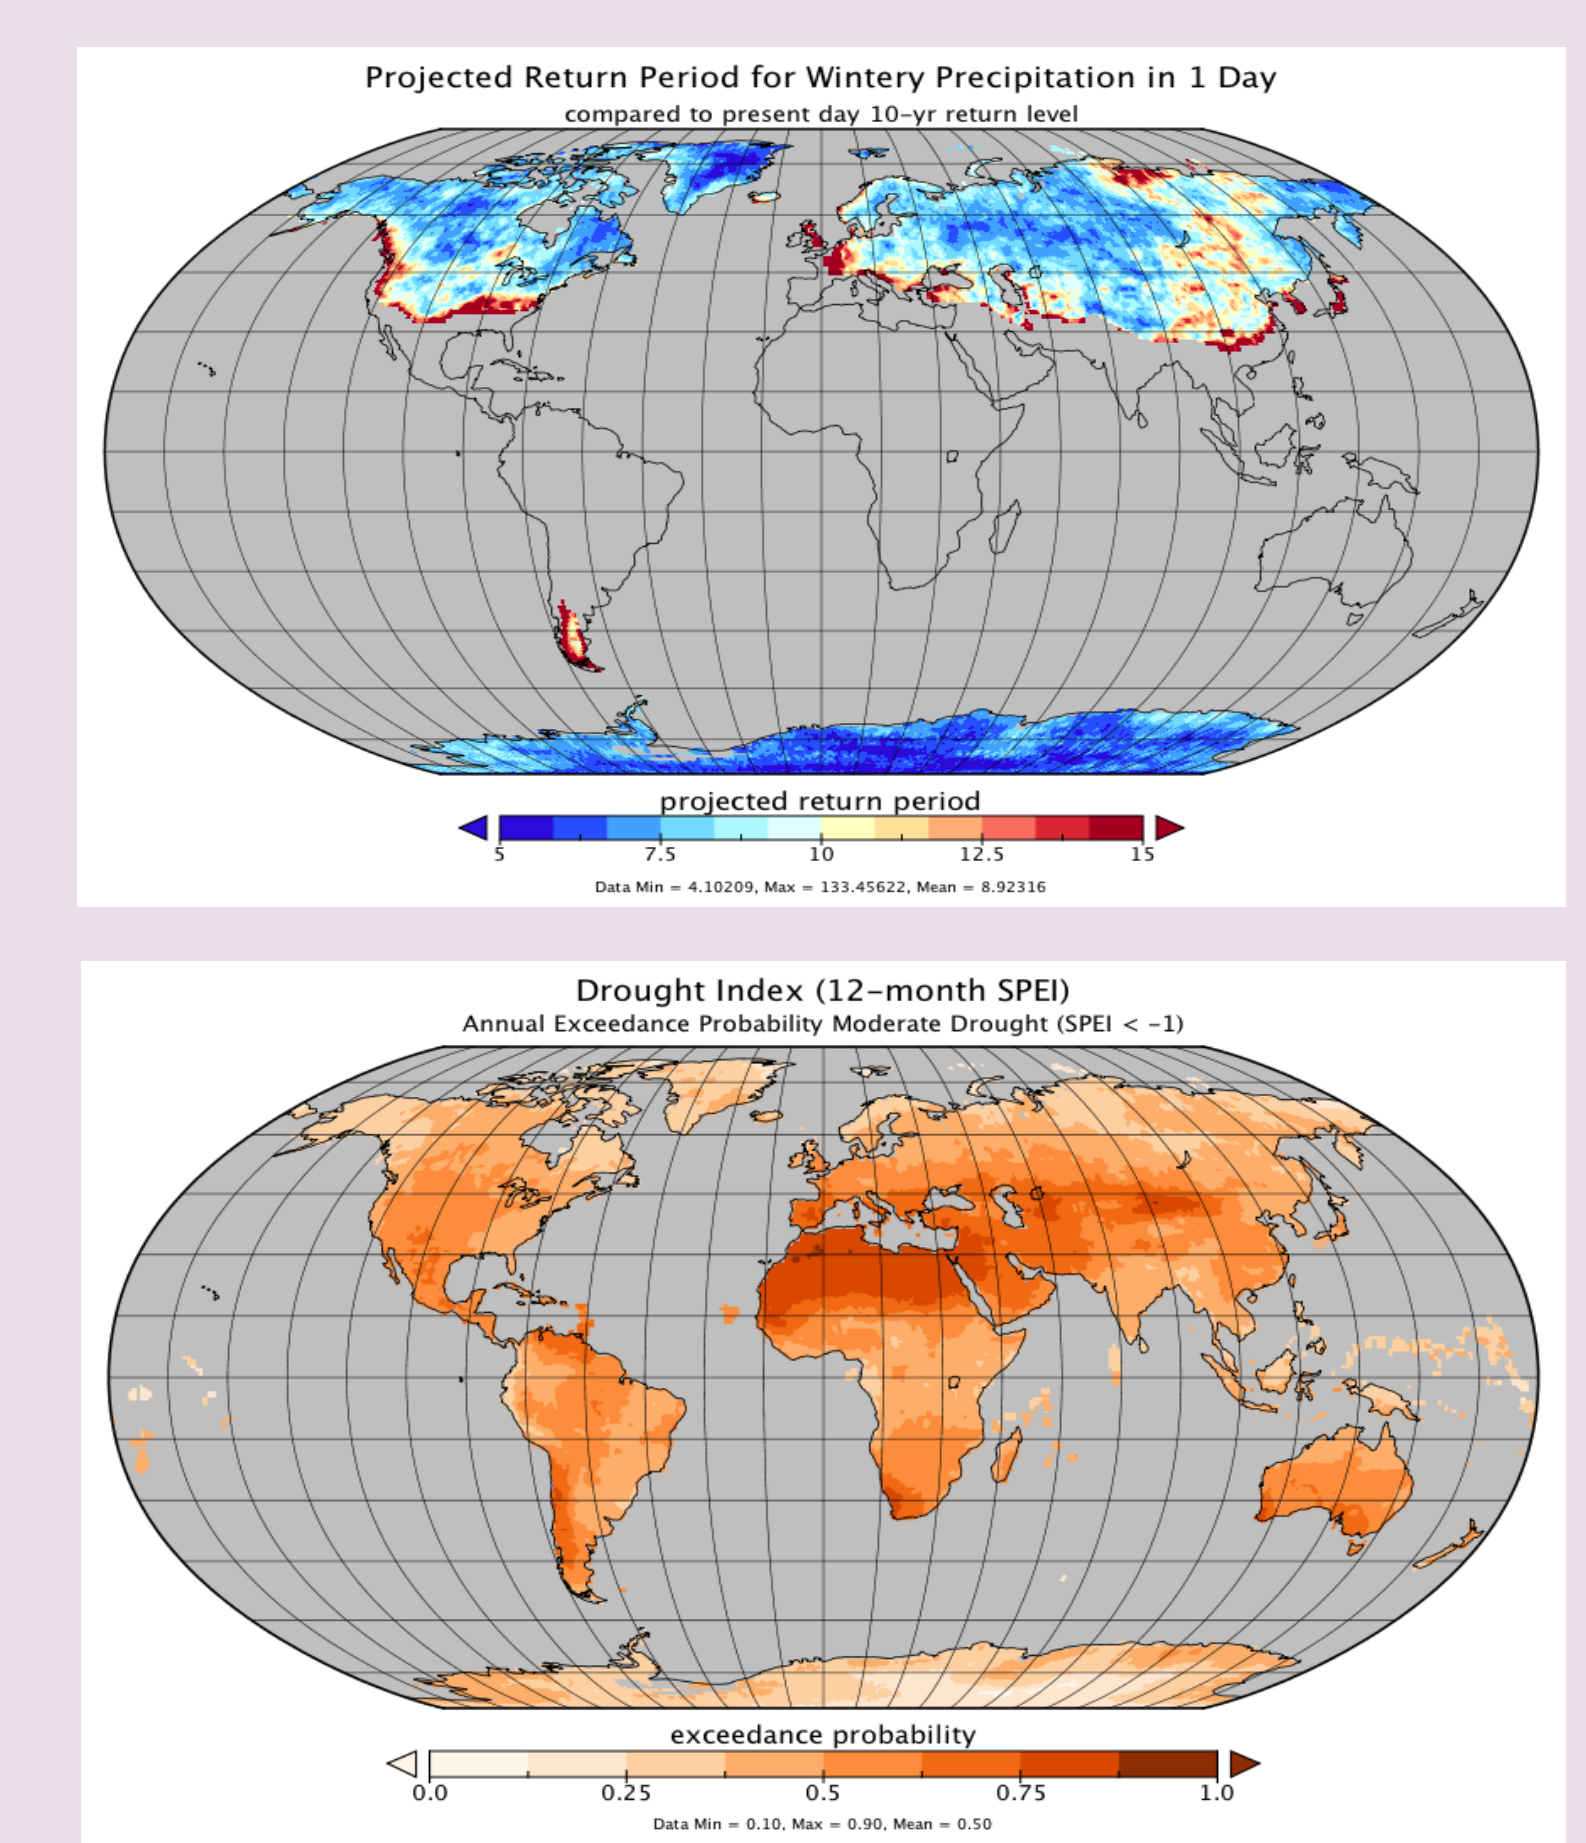 Projected Return Period for Wintery Precipitation in 1 Day
compared to present day 10-yr return level
projected return period
5 7.5 10 12.5 15
Data Min = 4.10209, Max = 133.45622, Mean = 8.92316
Drought Index (12-month SPEI)
Annual Exceedance Probability Moderate Drought (SPEI < -1)
exceedance probability
0.0 0.25 0.5 0.75 1.0
Data Min = 0.10, Max = 0.90, Mean = 0.50